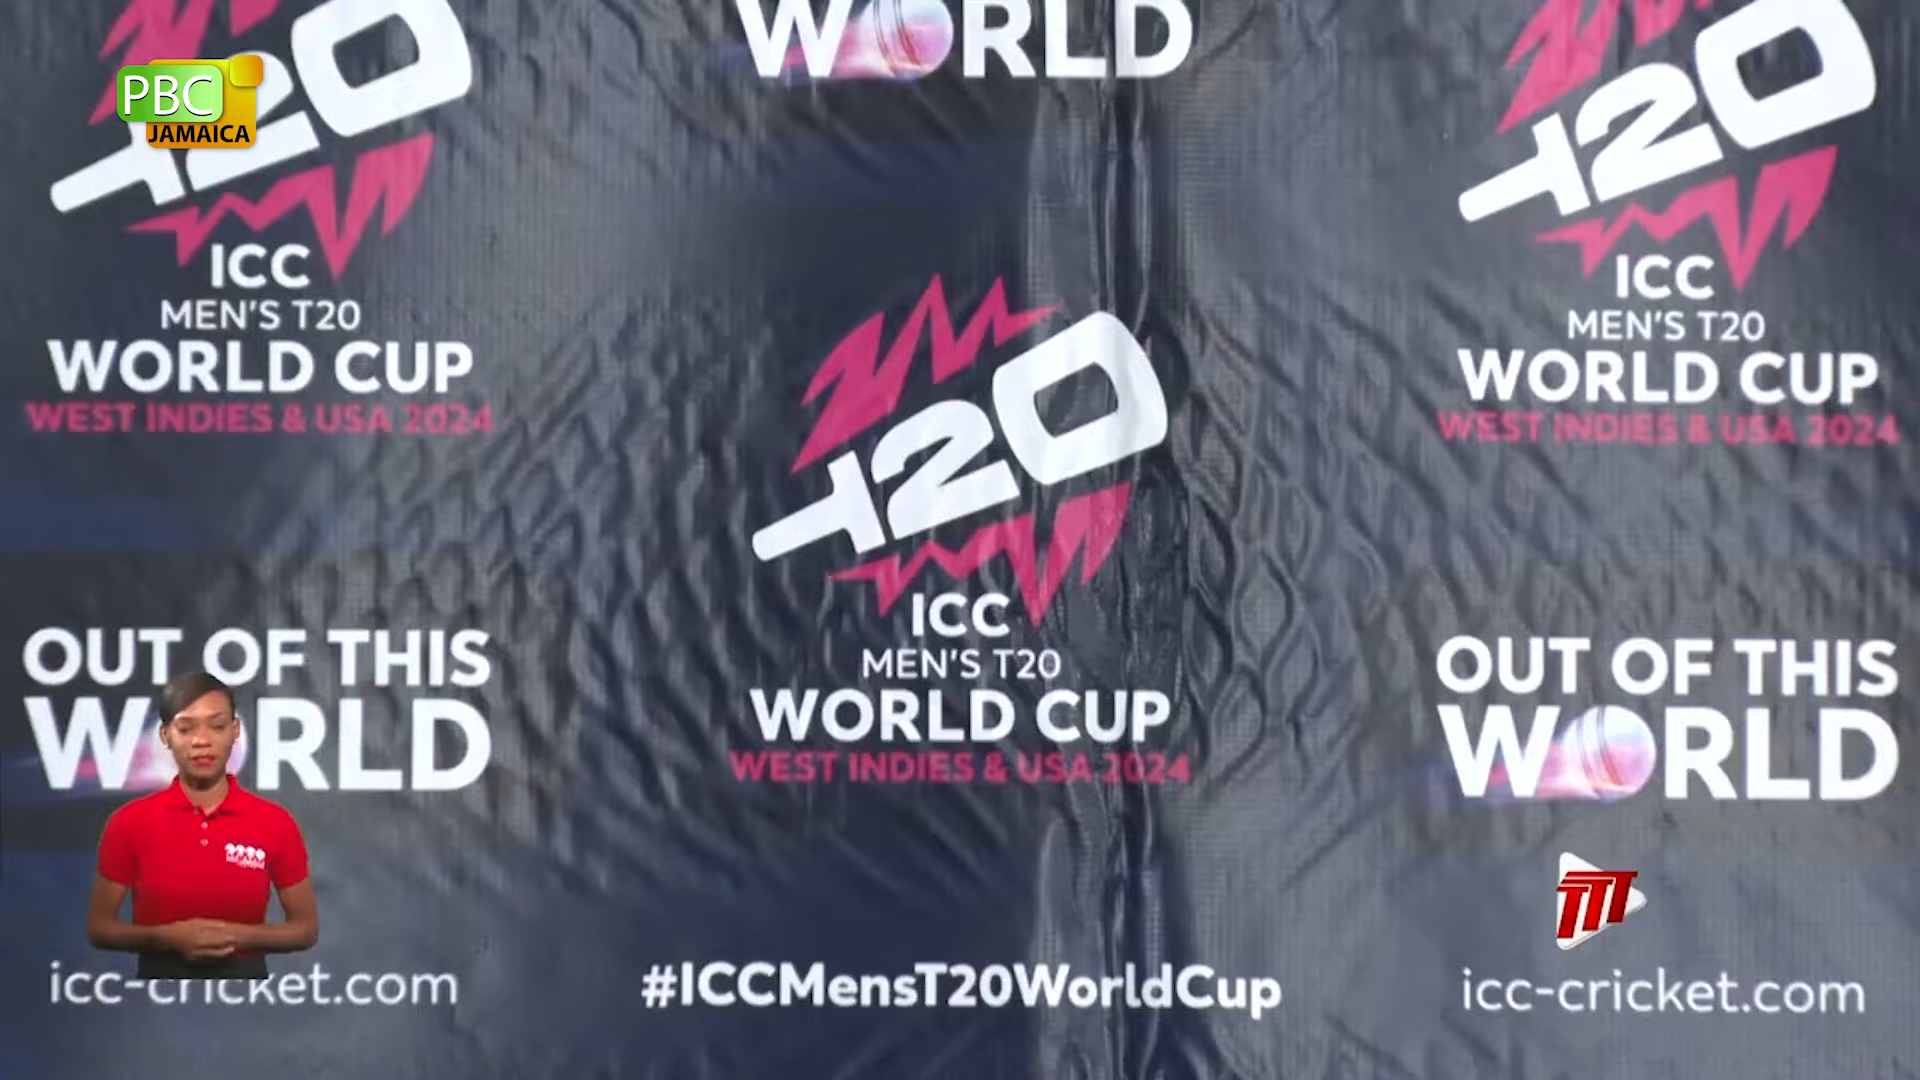 WORLD
PBC
JAMAICA
T20
ICC
MEN'S T20
WORLD CUP
WEST INDIES & USA 2024
T20
ICC
MEN'S T20
WORLD CUP
WEST INDIES & USA 2024
T20
ICC
MEN'S T20
WORLD CUP
WEST INDIES & USA 2024
OUT OF THIS
WORLD
OUT OF THIS
WORLD
TTT
icc-cricket.com
#ICCMensT20WorldCup
icc-cricket.com